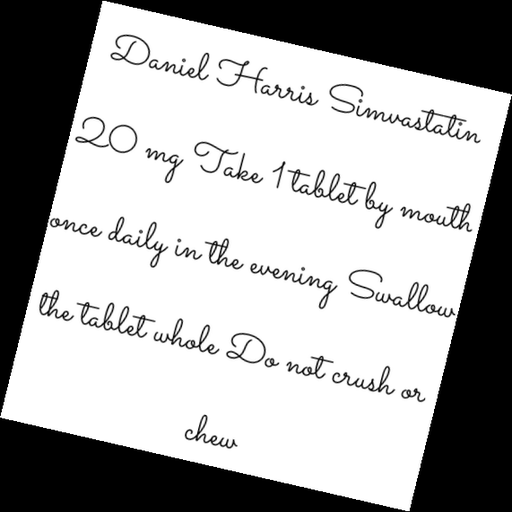 Daniel Harris Simvastatin
20 mg Take 1 tablet by mouth
once daily in the evening Swallow
the tablet whole Do not crush or
chew